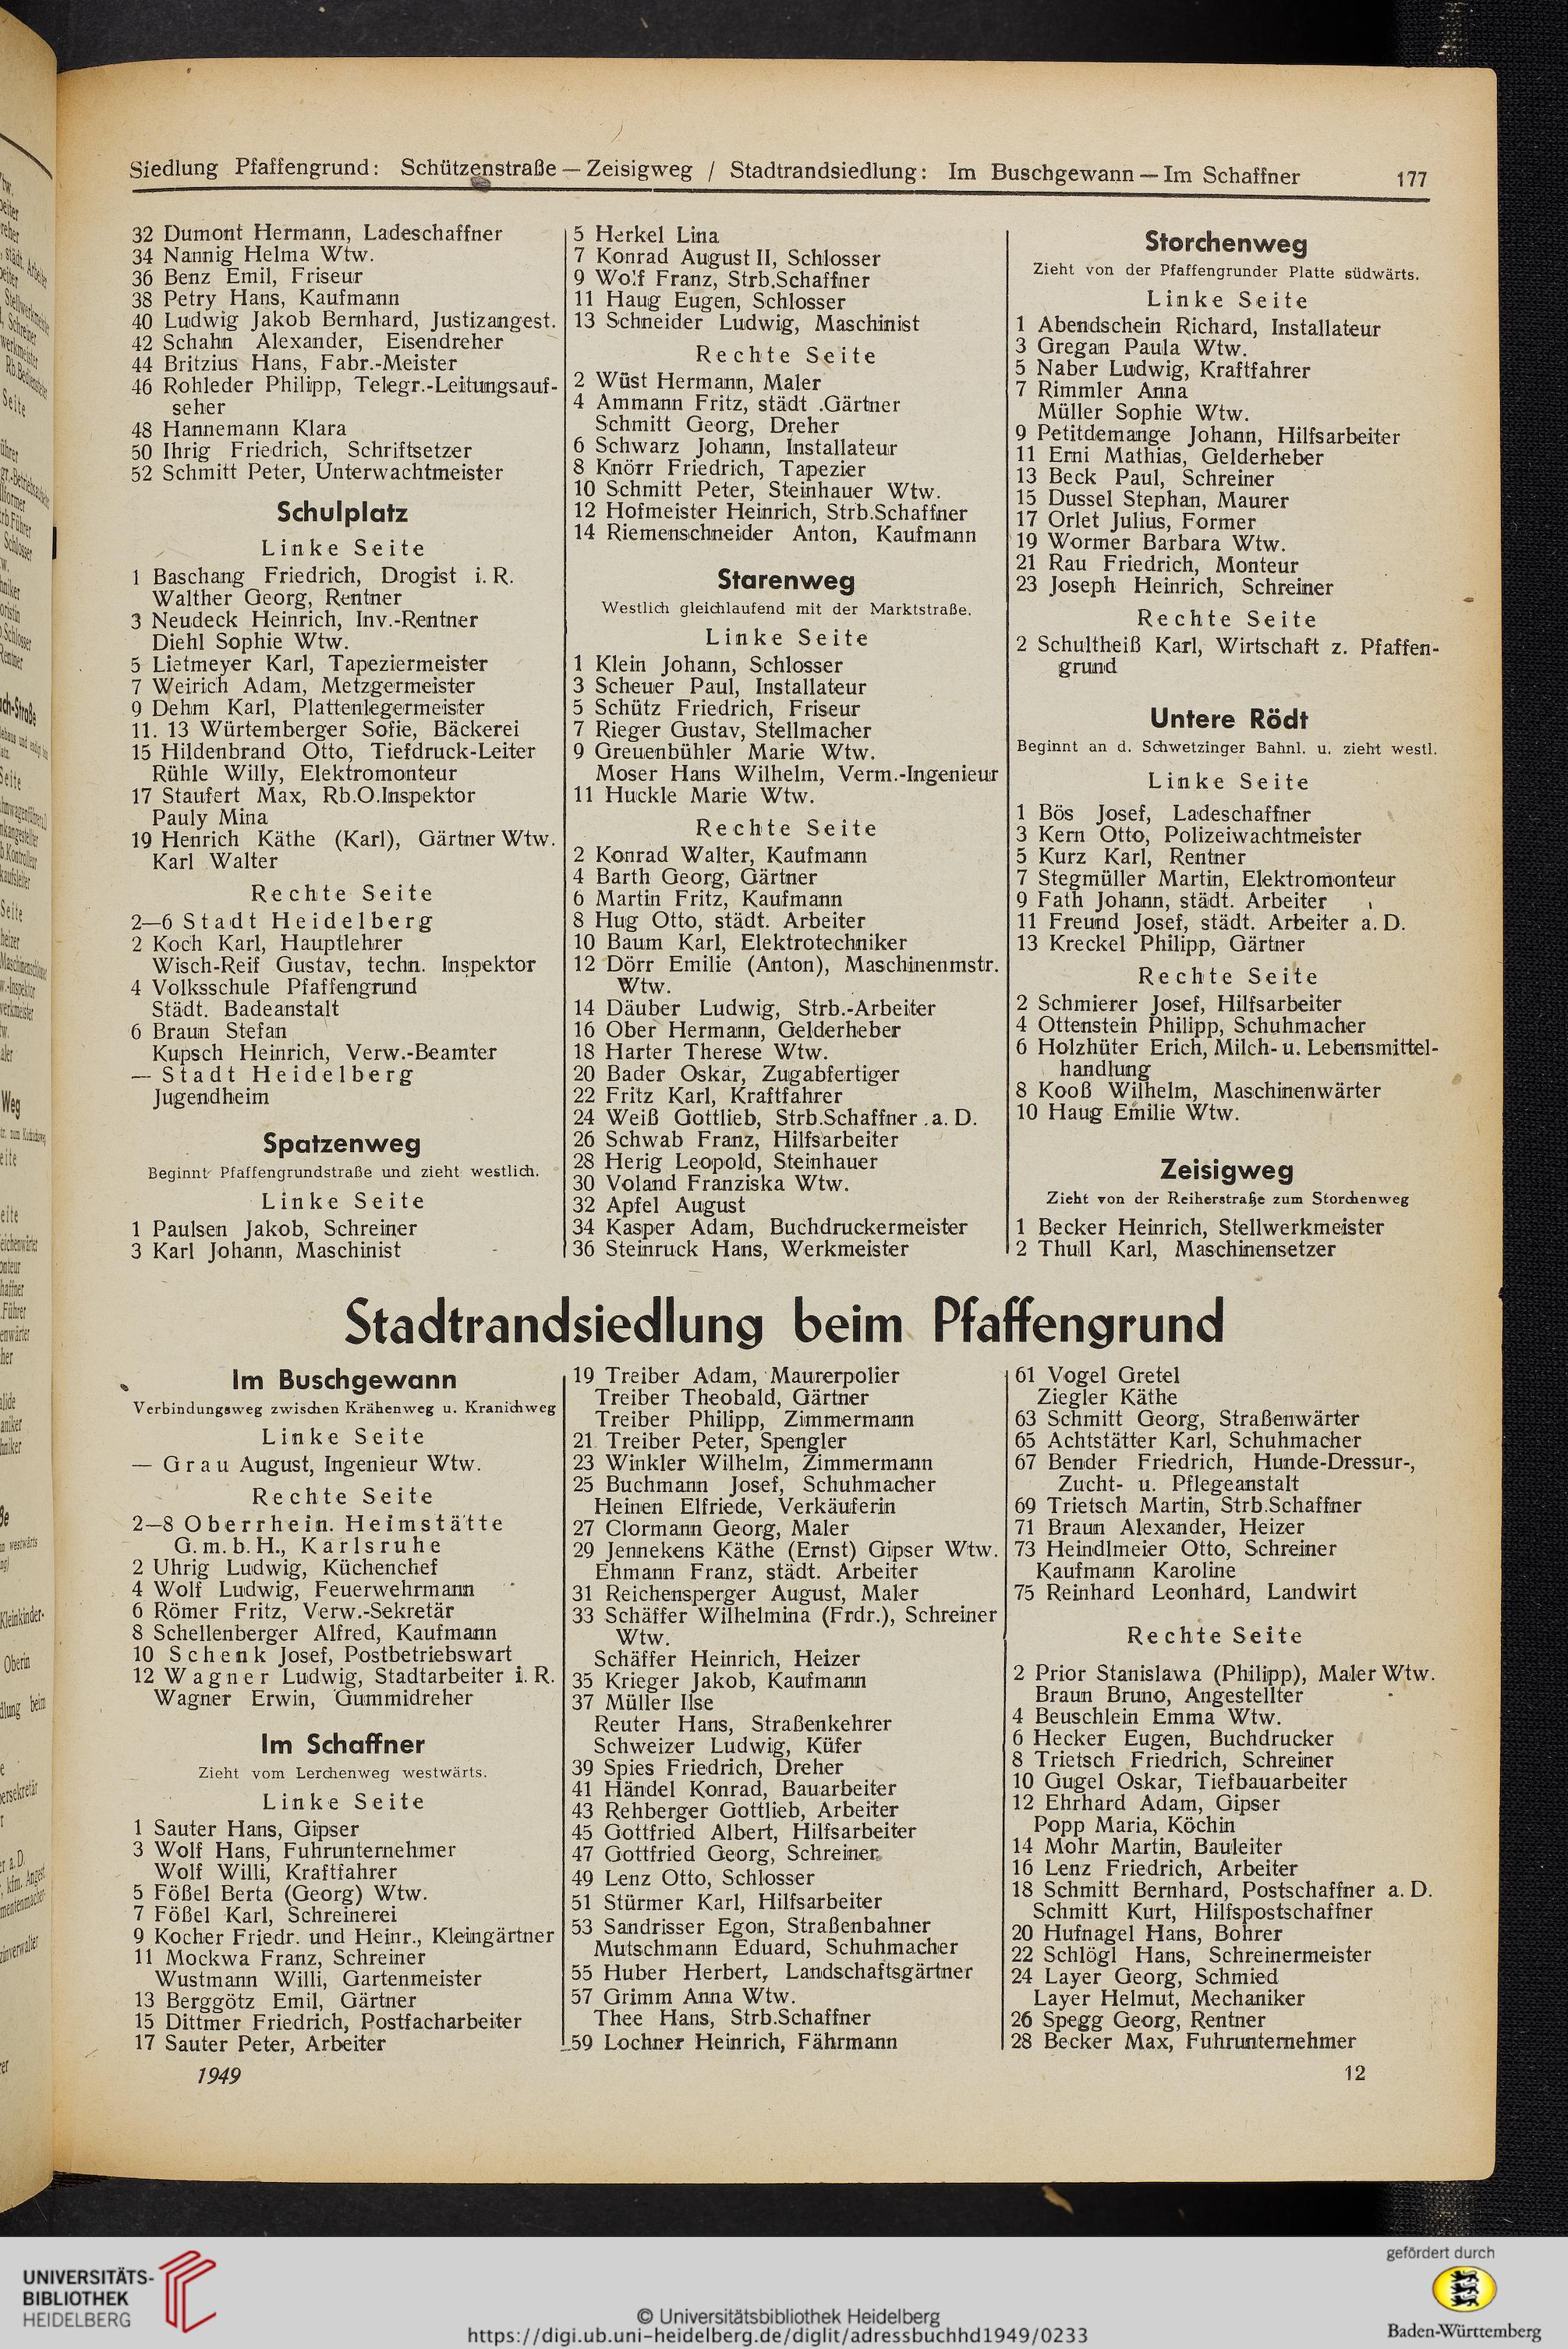 Siedlung Pfaffengrund: Schützenstraße — Zeisigweg / Stadtrandsiedlung: Im Buschgewann — Im Schaffner 177
32 Dumont Hermann, Ladeschaffner
34 Nannig Helma Wtw.
36 Benz Emil, Friseur
38 Petry Hans, Kaufmann
40 Ludwig Jakob Bernhard, Justizangest.
42 Schahn Alexander, Eisendreher
44 Britzius Hans, Fabr.-Meister
46 Rohleder Philipp, Telegr.-Leitungsauf-
seher
48 Hannemann Klara
50 Ihrig Friedrich, Schriftsetzer
52 Schmitt Peter, Unterwachtmeister
Schulplatz
Linke Seite
1 Baschang Friedrich, Drogist i. R.
Walther Georg, Rentner
3 Neudeck Heinrich, Inv.-Rentner
Diehl Sophie Wtw.
5 Lietmeyer Karl, Tapeziermeister
7 Weirich Adam, Metzgermeister
9 Dehm Karl, Plattenlegermeister
11. 13 Würtemberger Sofie, Bäckerei
15 Hildenbrand Otto, Tiefdruck-Leiter
Rühle Willy, Elektromonteur
17 Staufert Max, Rb.O.Inspektor
Pauly Mina
19 Henrich Käthe (Karl), Gärtner Wtw.
Karl Walter
Rechte Seite
2—6 Stadt Heidelberg
2 Koch Karl, Hauptlehrer
Wisch-Reif Gustav, techn. Inspektor
4 Volksschule Pfaffengrund
Städt. Badeanstalt
6 Braun Stefan
Kupsch Heinrich, Verw.-Beamter
— Stadt Heidelberg
Jugendheim
Spatzenweg
Beginnt Pfaffengrundstraße und zieht westlich.
Linke Seite
1 Paulsen Jakob, Schreiner
3 Karl Johann, Maschinist
5 Herkel Lina
7 Konrad August II, Schlosser
9 Wolf Franz, Strb.Schaffner
11 Haug Eugen, Schlosser
13 Schneider Ludwig, Maschinist
Rechte Seite
2 Wüst Hermann, Maler
4 Ammann Fritz, städt .Gärtner
Schmitt Georg, Dreher
6 Schwarz Johann, Installateur
8 Knörr Friedrich, Tapezier
10 Schmitt Peter, Steinhauer Wtw.
12 Hofmeister Heinrich, Strb.Schaffner
14 Riemenschneider Anton, Kaufmann
Starenweg
Westlich gleichlaufend mit der Marktstraße.
Linke Seite
1 Klein Johann, Schlosser
3 Scheuer Paul, Installateur
5 Schütz Friedrich, Friseur
7 Rieger Gustav, Stellmacher
9 Greuenbühler Marie Wtw.
Moser Hans Wilhelm, Verm.-Ingenieur
11 Huckle Marie Wtw.
Rechte Seite
2 Konrad Walter, Kaufmann
4 Barth Georg, Gärtner
6 Martin Fritz, Kaufmann
8 Hug Otto, städt. Arbeiter
10 Baum Karl, Elektrotechniker
12 Dörr Emilie (Anton), Maschinenmstr.
Wtw.
14 Däuber Ludwig, Strb.-Arbeiter
16 Ober Hermann, Gelderheber
18 Harter Therese Wtw.
20 Bader Oskar, Zugabfertiger
22 Fritz Karl, Kraftfahrer
24 Weiß Gottlieb, Strb.Schaffner a. D.
26 Schwab Franz, Hilfsarbeiter
28 Herig Leopold, Steinhauer
30 Voland Franziska Wtw.
32 Apfel August
34 Kasper Adam, Buchdruckermeister
36 Steinruck Hans, Werkmeister
Storchenweg
Zieht von der Pfaffengrunder Platte südwärts.
Linke Seite
1 Abendschein Richard, Installateur
3 Gregan Paula Wtw.
5 Naber Ludwig, Kraftfahrer
7 Rimmler Anna
Müller Sophie Wtw.
9 Petitdemange Johann, Hilfsarbeiter
11 Erni Mathias, Gelderheber
13 Beck Paul, Schreiner
15 Dussel Stephan, Maurer
17 Orlet Julius, Former
19 Wormer Barbara Wtw.
21 Rau Friedrich, Monteur
23 Joseph Heinrich, Schreiner
Rechte Seite
2 Schultheiß Karl, Wirtschaft z. Pfaffen-
grund
Untere Rödt
Beginnt an d. Schwetzinger Bahnl. u. zieht westl.
Linke Seite
1 Bös Josef, Ladeschaffner
3 Kern Otto, Polizeiwachtmeister
5 Kurz Karl, Rentner
7 Stegmüller Martin, Elektromonteur
9 Fath Johann, städt. Arbeiter
11 Freund Josef, städt. Arbeiter a. D.
13 Kreckel Philipp, Gärtner
Rechte Seite
2 Schmierer Josef, Hilfsarbeiter
4 Ottenstein Philipp, Schuhmacher
6 Holzhüter Erich, Milch- u. Lebensmittel-
handlung
8 Kooß Wilhelm, Maschinenwärter
10 Haug Emilie Wtw.
Zeisigweg
Zieht von der Reiherstraße zum Storchenweg
1 Becker Heinrich, Stellwerkmeister
2 Thull Karl, Maschinensetzer
Stadtrandsiedlung beim Pfaffengrund
Im Buschgewann
Verbindungsweg zwischen Krähenweg u. Kranichweg
Linke Seite
— Grau August, Ingenieur Wtw.
Rechte Seite
2—8 Oberrhein. Heimstätte
G. m. b. H., Karlsruhe
2 Uhrig Ludwig, Küchenchef
4 Wolf Ludwig, Feuerwehrmann
6 Römer Fritz, Verw.-Sekretär
8 Schellenberger Alfred, Kaufmann
10 Schenk Josef, Postbetriebswart
12 Wagner Ludwig, Stadtarbeiter i. R.
Wagner Erwin, Gummidreher
Im Schaffner
Zieht vom Lerchenweg westwärts.
Linke Seite
1 Sauter Hans, Gipser
3 Wolf Hans, Fuhrunternehmer
Wolf Willi, Kraftfahrer
5 Fößel Berta (Georg) Wtw.
7 Fößel Karl, Schreinerei
9 Kocher Friedr. und Heinr., Kleingärtner
11 Mockwa Franz, Schreiner
Wustmann Willi, Gartenmeister
13 Berggötz Emil, Gärtner
15 Dittmer Friedrich, Postfacharbeiter
17 Sauter Peter, Arbeiter
19 Treiber Adam, Maurerpolier
Treiber Theobald, Gärtner
Treiber Philipp, Zimmermann
21 Treiber Peter, Spengler
23 Winkler Wilhelm, Zimmermann
25 Buchmann Josef, Schuhmacher
Heinen Elfriede, Verkäuferin
27 Clormann Georg, Maler
29 Jennekens Käthe (Ernst) Gipser Wtw.
Ehmann Franz, städt. Arbeiter
31 Reichensperger August, Maler
33 Schäffer Wilhelmina (Frdr.), Schreiner
Wtw.
Schäffer Heinrich, Heizer
35 Krieger Jakob, Kaufmann
37 Müller Ilse
Reuter Hans, Straßenkehrer
Schweizer Ludwig, Küfer
39 Spies Friedrich, Dreher
41 Händel Konrad, Bauarbeiter
43 Rehberger Gottlieb, Arbeiter
45 Gottfried Albert, Hilfsarbeiter
47 Gottfried Georg, Schreiner
49 Lenz Otto, Schlosser
51 Stürmer Karl, Hilfsarbeiter
53 Sandrisser Egon, Straßenbahner
Mutschmann Eduard, Schuhmacher
55 Huber Herbert, Landschaftsgärtner
57 Grimm Anna Wtw.
Thee Hans, Strb.Schaffner
59 Lochner Heinrich, Fährmann
61 Vogel Gretel
Ziegler Käthe
63 Schmitt Georg, Straßenwärter
65 Achtstätter Karl, Schuhmacher
67 Bender Friedrich, Hunde-Dressur-,
Zucht- u. Pflegeanstalt
69 Trietsch Martin, Strb.Schaffner
71 Braun Alexander, Heizer
73 Heindlmeier Otto, Schreiner
Kaufmann Karoline
75 Reinhard Leonhard, Landwirt
Rechte Seite
2 Prior Stanislawa (Philipp), Maler Wtw.
Braun Bruno, Angestellter
4 Beuschlein Emma Wtw.
6 Hecker Eugen, Buchdrucker
8 Trietsch Friedrich, Schreiner
10 Gugel Oskar, Tiefbauarbeiter
12 Ehrhard Adam, Gipser
Popp Maria, Köchin
14 Mohr Martin, Bauleiter
16 Lenz Friedrich, Arbeiter
18 Schmitt Bernhard, Postschaffner a. D.
Schmitt Kurt, Hilfspostschaffner
20 Hufnagel Hans, Bohrer
22 Schlögl Hans, Schreinermeister
24 Layer Georg, Schmied
Layer Helmut, Mechaniker
26 Spegg Georg, Rentner
28 Becker Max, Fuhrunternehmer
1949
12
UNIVERSITÄTS-
BIBLIOTHEK
HEIDELBERG
© Universitätsbibliothek Heidelberg
https://digi.ub.uni-heidelberg.de/diglit/adressbuchhd1949/0233
gefördert durch
Baden-Württemberg